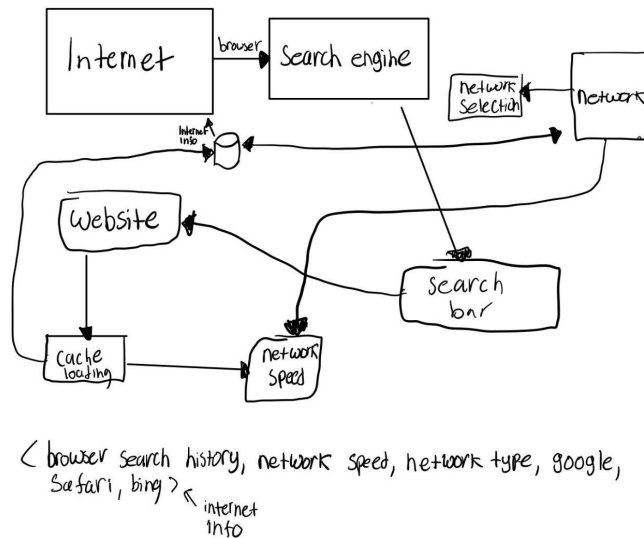 Internet
browser
Search engine
network
selection
network
Internet
info
website
search
bar
cache
loading
network
speed
< browser search history, network speed, network type, google,
Safari, bing>
internet
info